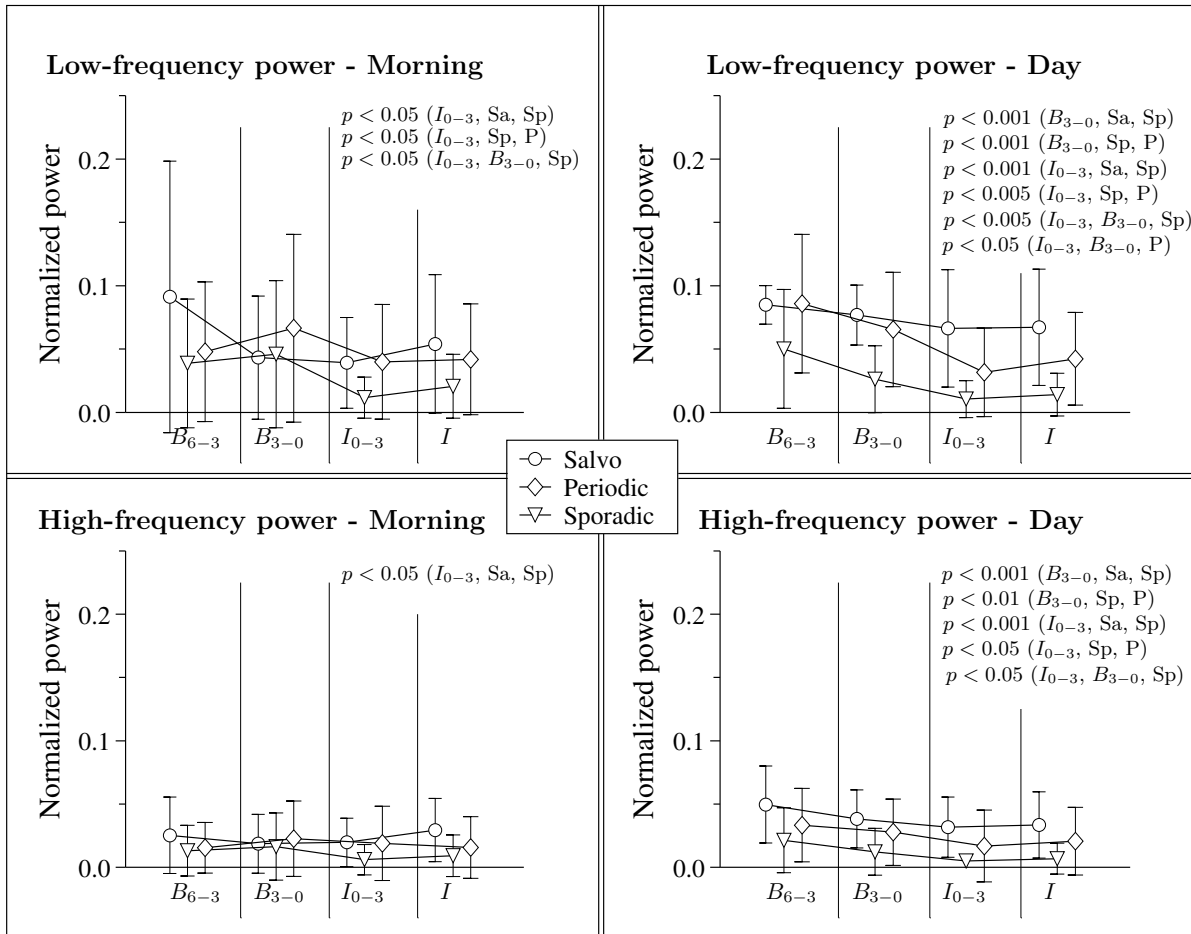 Low-frequency power - Morning
p < 0.05 (I₀₋₃, Sa, Sp)
p < 0.05 (I₀₋₃, Sp, P)
p < 0.05 (I₀₋₃, B₃₋₀, Sp)
Normalized power
0.2
0.1
0.0
B₆₋₃ B₃₋₀ I₀₋₃ I
Low-frequency power - Day
p < 0.001 (B₃₋₀, Sa, Sp)
p < 0.001 (B₃₋₀, Sp, P)
p < 0.001 (I₀₋₃, Sa, Sp)
p < 0.005 (I₀₋₃, Sp, P)
p < 0.005 (I₀₋₃, B₃₋₀, Sp)
p < 0.05 (I₀₋₃, B₃₋₀, P)
Normalized power
0.2
0.1
0.0
B₆₋₃ B₃₋₀ I₀₋₃ I
Salvo
Periodic
Sporadic
High-frequency power - Morning
p < 0.05 (I₀₋₃, Sa, Sp)
Normalized power
0.2
0.1
0.0
B₆₋₃ B₃₋₀ I₀₋₃ I
High-frequency power - Day
p < 0.001 (B₃₋₀, Sa, Sp)
p < 0.01 (B₃₋₀, Sp, P)
p < 0.001 (I₀₋₃, Sa, Sp)
p < 0.05 (I₀₋₃, Sp, P)
p < 0.05 (I₀₋₃, B₃₋₀, Sp)
Normalized power
0.2
0.1
0.0
B₆₋₃ B₃₋₀ I₀₋₃ I